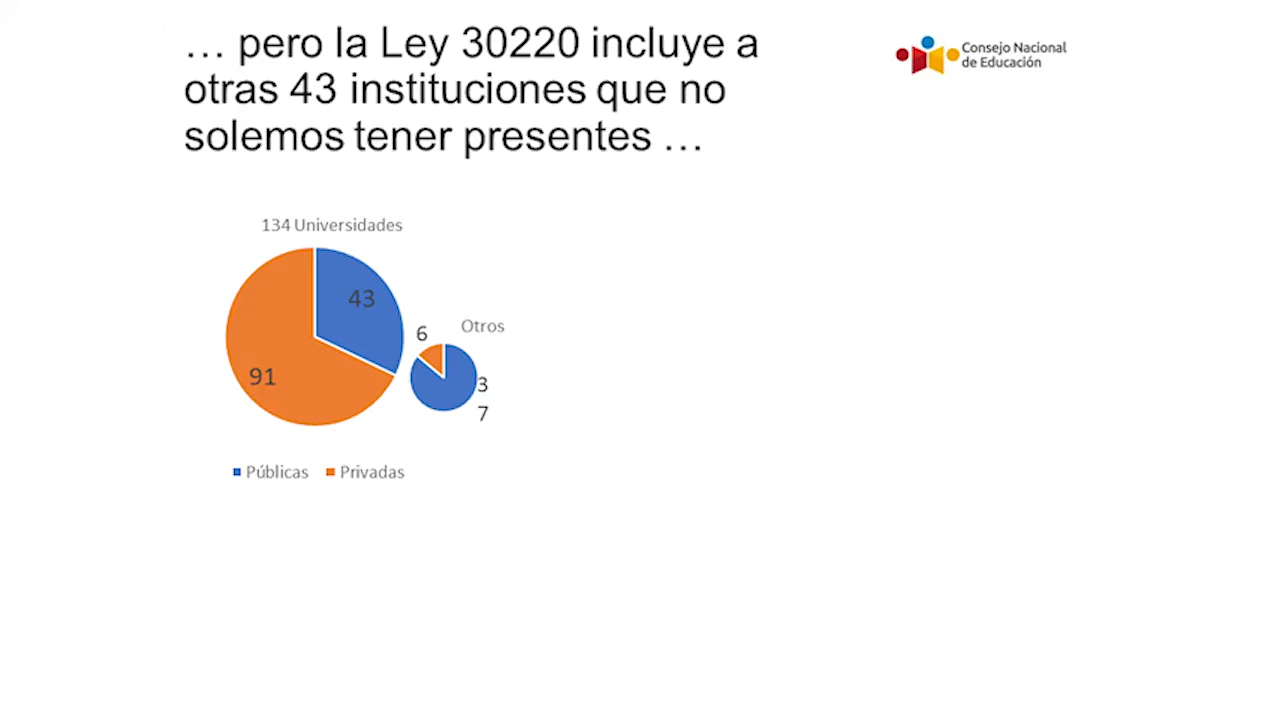 … pero la Ley 30220 incluye a
otras 43 instituciones que no
solemos tener presentes …
Consejo Nacional
de Educación
134 Universidades
43
91
Otros
6
3
7
Públicas
Privadas